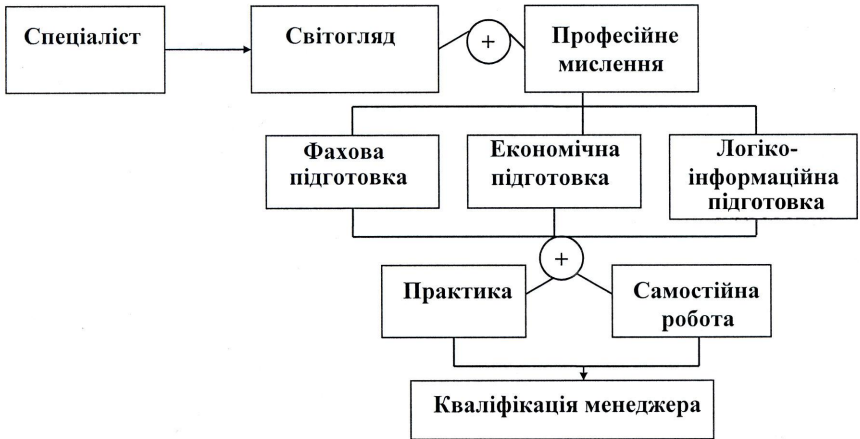 Спеціаліст
Світогляд
+
Професійне
мислення
Фахова
підготовка
Економічна
підготовка
Логіко-
інформаційна
підготовка
+
Практика
Самостійна
робота
Кваліфікація менеджера